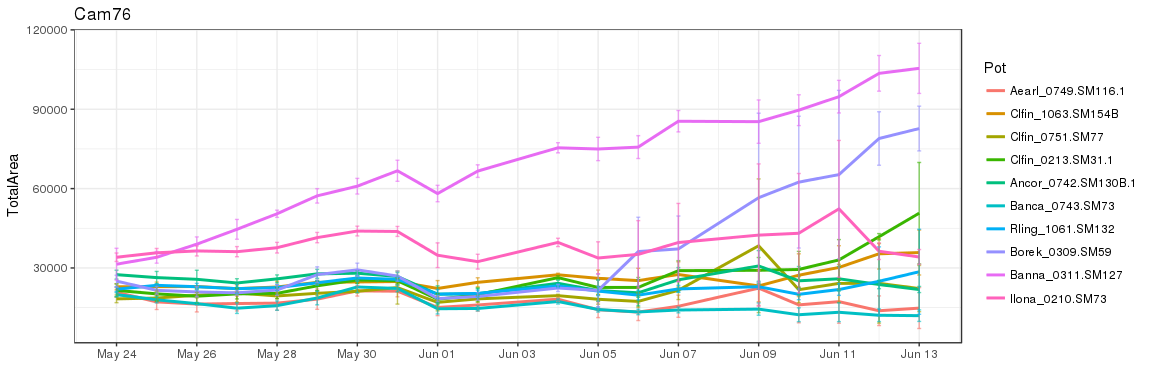 Cam76
TotalArea
120000
90000
60000
30000
May 24
May 26
May 28
May 30
Jun 01
Jun 03
Jun 05
Jun 07
Jun 09
Jun 11
Jun 13
Pot
Aearl_0749.SM116.1
Clfin_1063.SM154B
Clfin_0751.SM77
Clfin_0213.SM31.1
Ancor_0742.SM130B.1
Banca_0743.SM73
Rling_1061.SM132
Borek_0309.SM59
Banna_0311.SM127
Ilona_0210.SM73